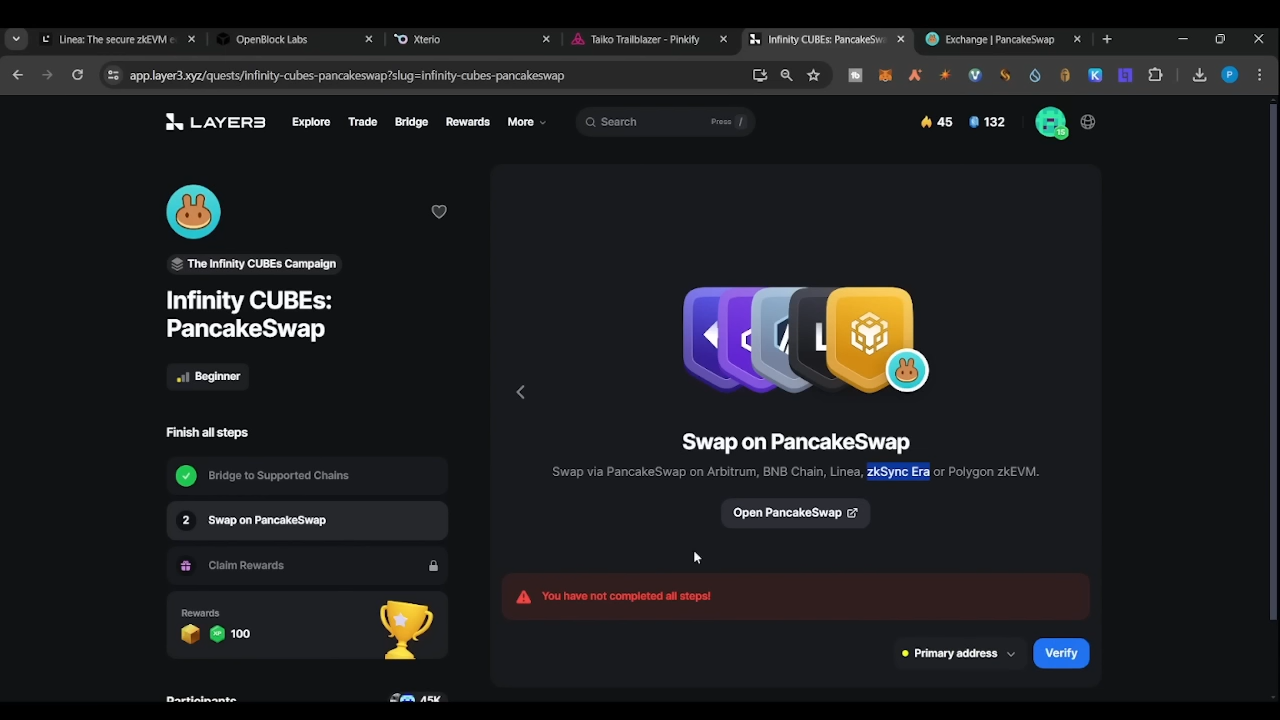 Linea: The secure zkEVM e
OpenBlock Labs
Xterio
Taiko Trailblazer - Pinkify
Infinity CUBEs: PancakeSwa
Exchange | PancakeSwap
app.layer3.xyz/quests/infinity-cubes-pancakeswap?slug=infinity-cubes-pancakeswap
LAYER3
Explore
Trade
Bridge
Rewards
More
Search
Press /
45
132
15
The Infinity CUBEs Campaign
Infinity CUBEs:
PancakeSwap
Beginner
Finish all steps
Bridge to Supported Chains
2 Swap on PancakeSwap
Claim Rewards
Rewards
XP 100
Participants
45K
Swap on PancakeSwap
Swap via PancakeSwap on Arbitrum, BNB Chain, Linea, zkSync Era or Polygon zkEVM.
Open PancakeSwap
You have not completed all steps!
Primary address
Verify